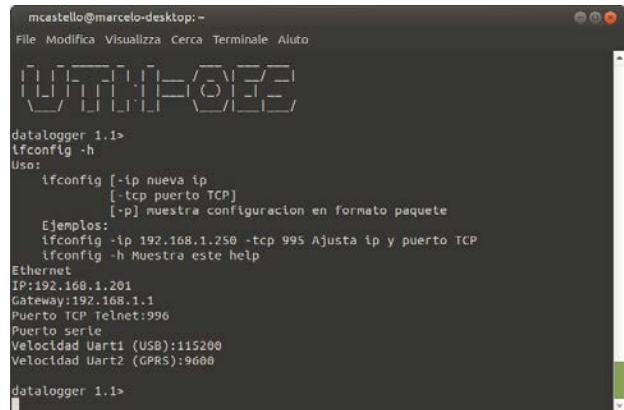 mcastello@marcelo-desktop: ~
File Modifica Visualizza Cerca Terminale Aiuto
UTN-OES
datalogger 1.1>
ifconfig -h
Uso:
ifconfig [-ip nueva ip
[-tcp puerto TCP]
[-p] muestra configuracion en formato paquete
Ejemplos:
ifconfig -ip 192.168.1.250 -tcp 995 Ajusta ip y puerto TCP
ifconfig -h Muestra este help
Ethernet
IP:192.168.1.201
Gateway:192.168.1.1
Puerto TCP Telnet:996
Puerto serie
Velocidad Uart1 (USB):115200
Velocidad Uart2 (GPRS):9600
datalogger 1.1>